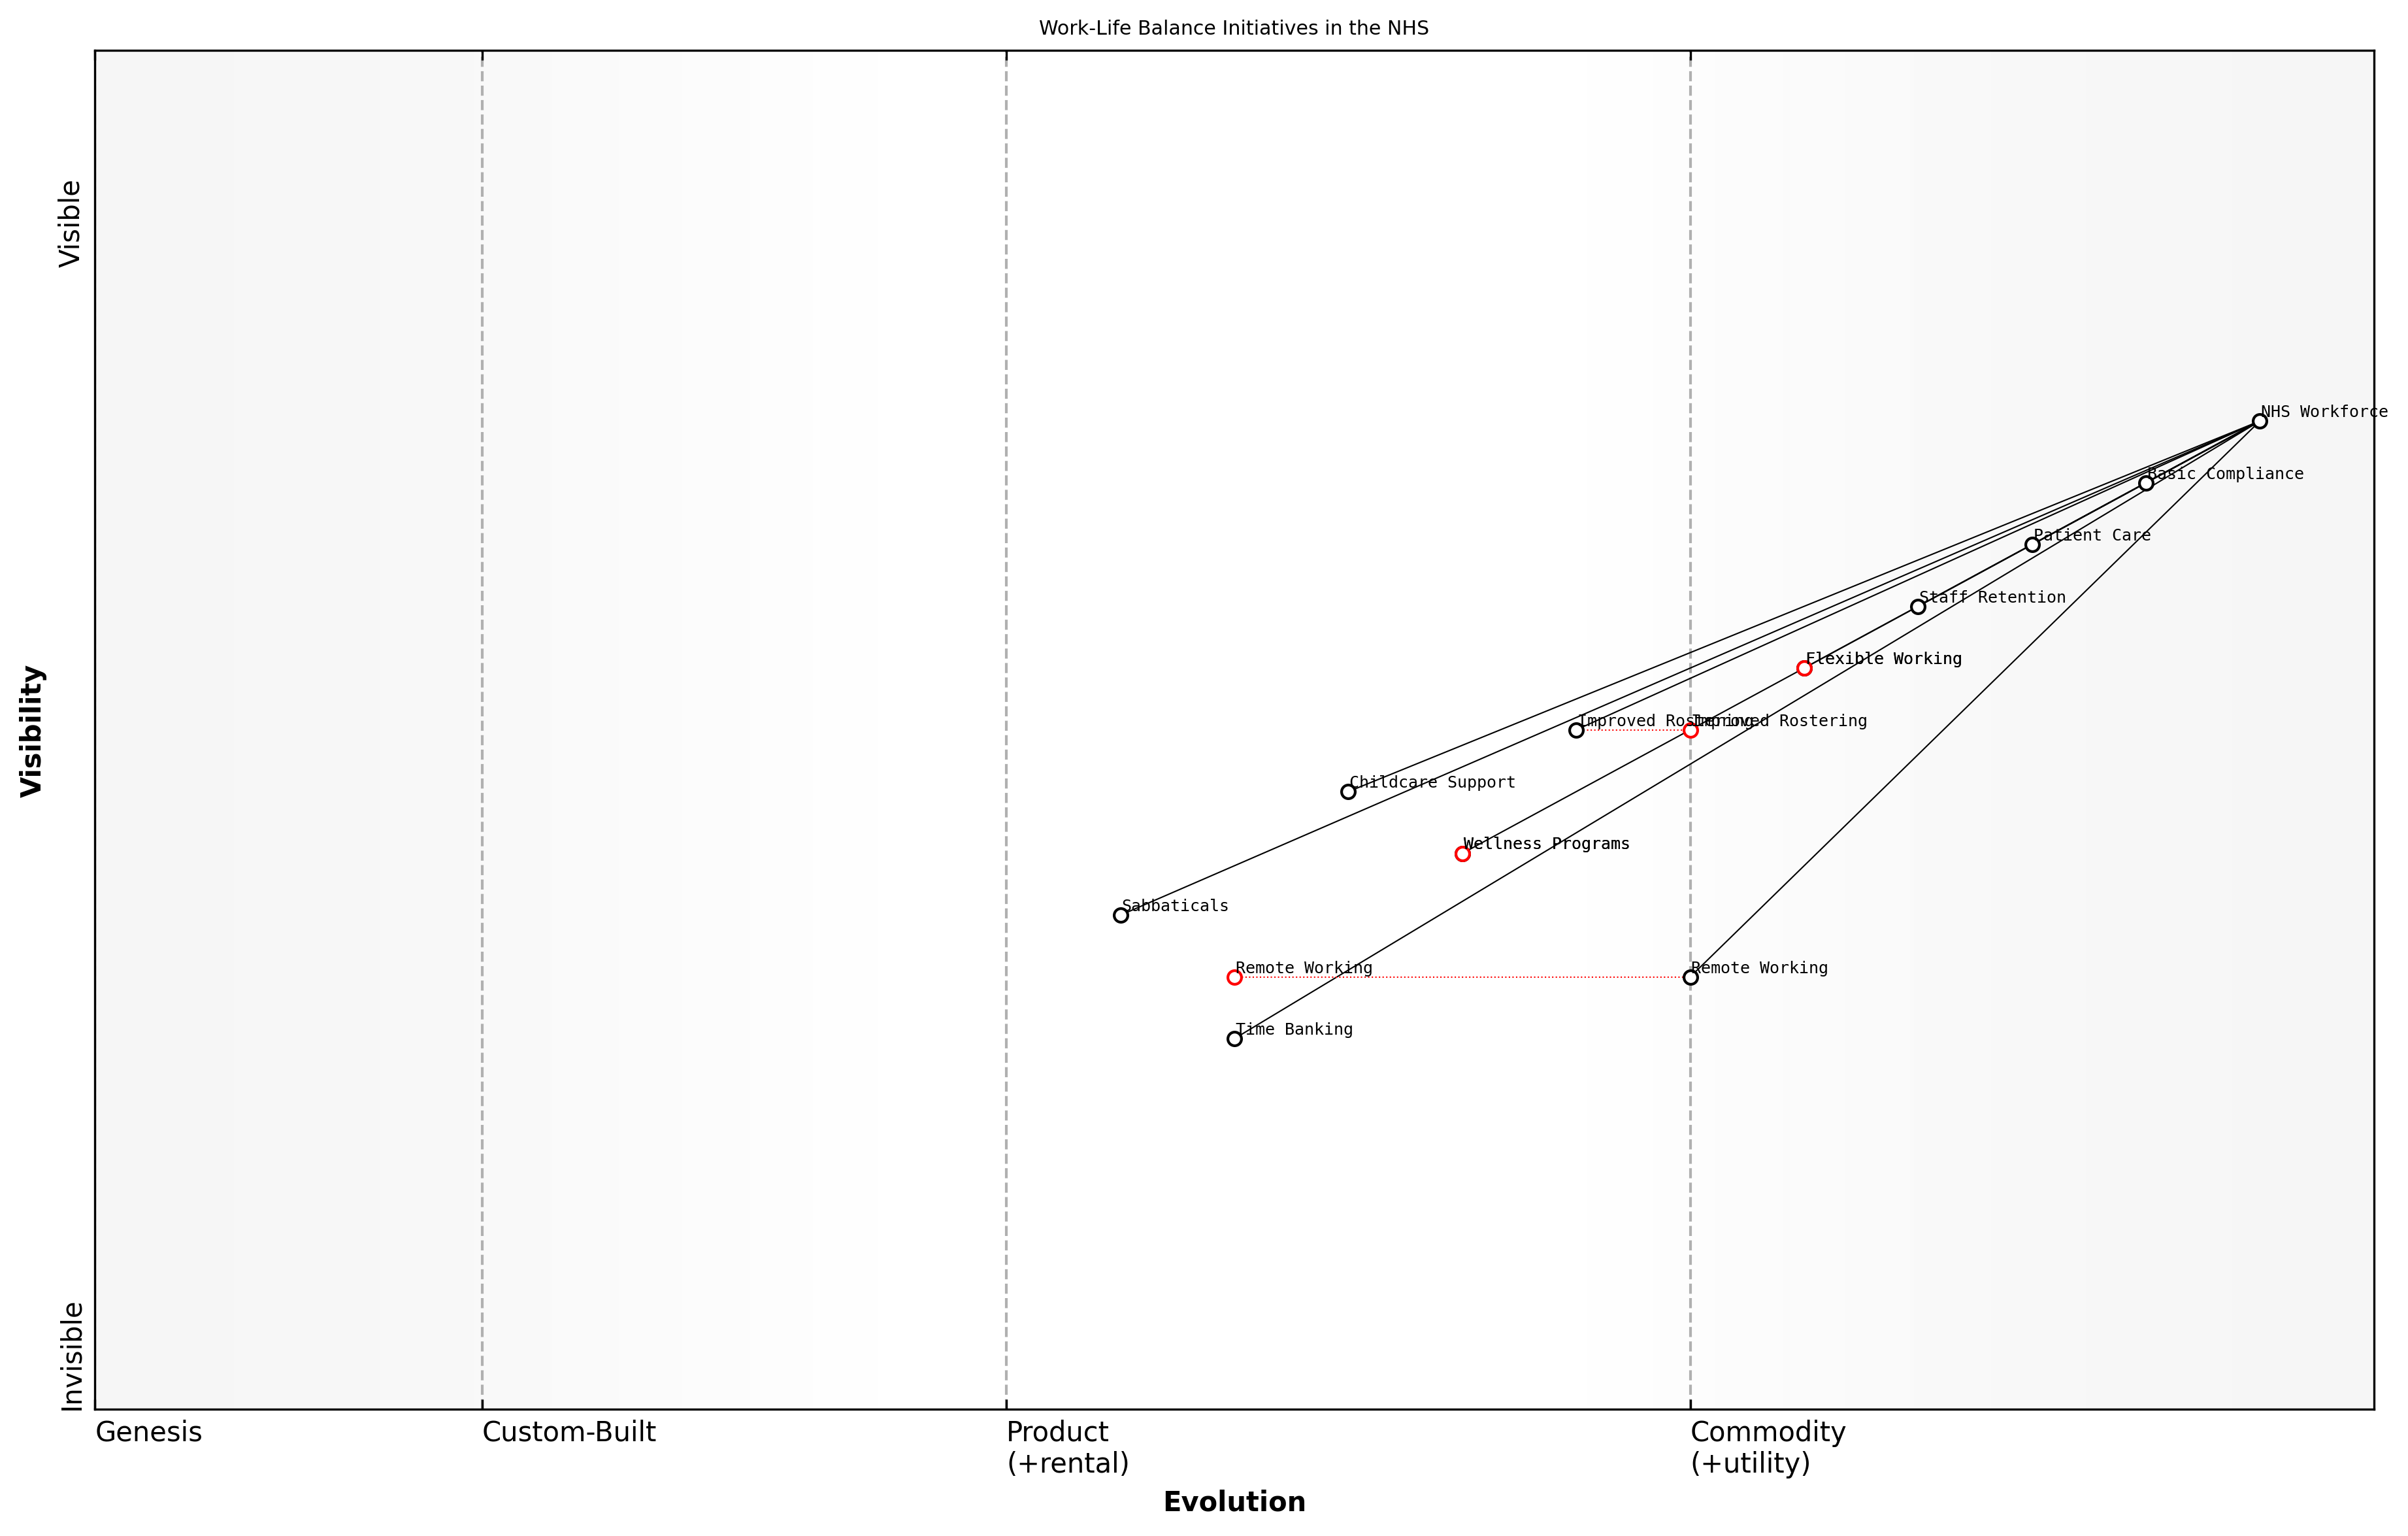 Work-Life Balance Initiatives in the NHS
Visible
NHS Workforce
Basic Compliance
Patient Care
Staff Retention
Flexible Working
Improved Rostering
Improved Rostering
Visibility
Childcare Support
Wellness Programs
Sabbaticals
Remote Working
Remote Working
Time Banking
Invisible
Genesis
Custom-Built
Product
(+rental)
Commodity
(+utility)
Evolution